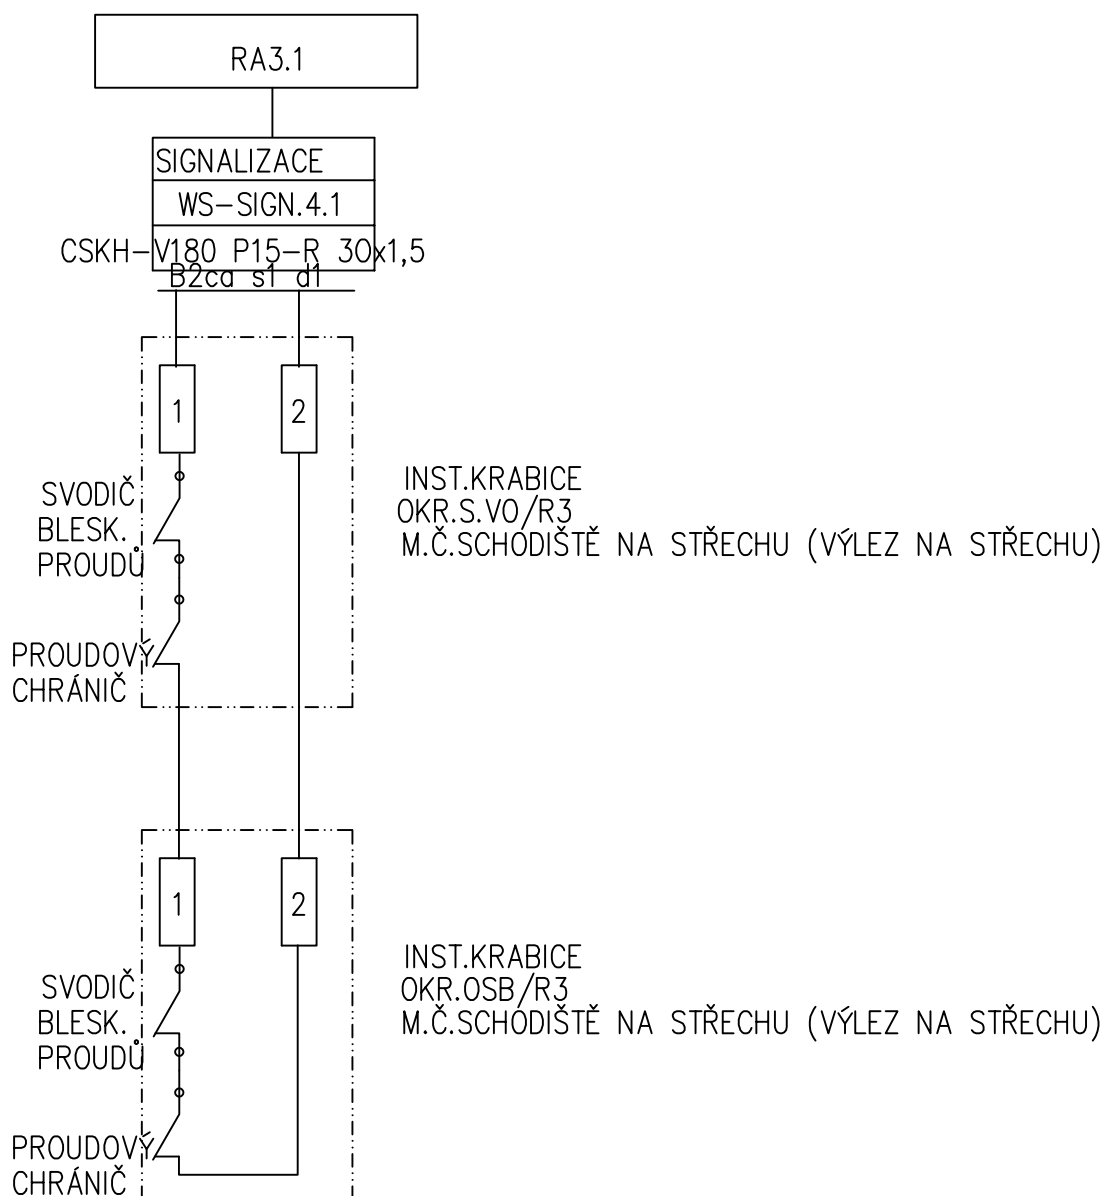 RA3.1
SIGNALIZACE
WS-SIGN.4.1
CSKH-V180 P15-R 30x1,5
B2ca s1 d1
1
2
SVODIČ
BLESK.
PROUDŮ
INST.KRABICE
OKR.S.VO/R3
M.Č.SCHODIŠTĚ NA STŘECHU (VÝLEZ NA STŘECHU)
PROUDOVÝ
CHRÁNIČ
1
2
SVODIČ
BLESK.
PROUDŮ
INST.KRABICE
OKR.OSB/R3
M.Č.SCHODIŠTĚ NA STŘECHU (VÝLEZ NA STŘECHU)
PROUDOVÝ
CHRÁNIČ